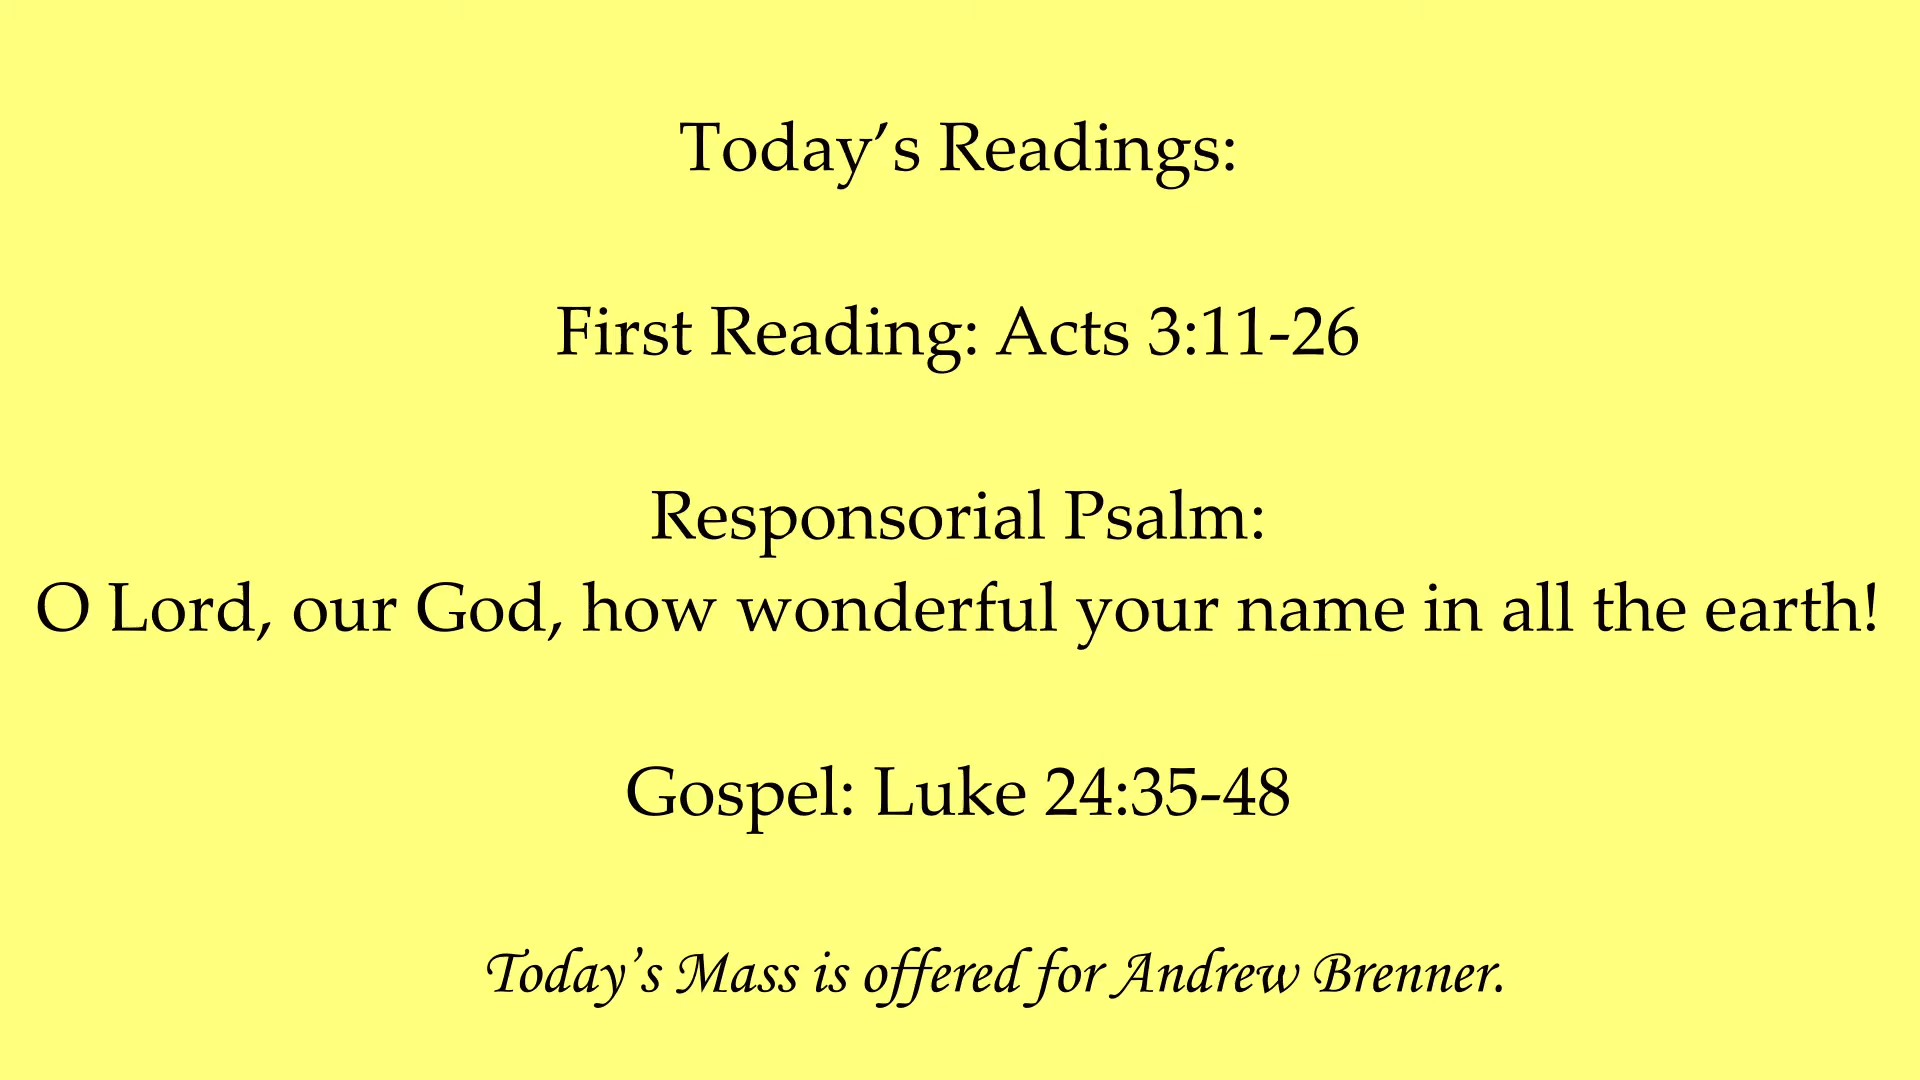 Today’s Readings:
First Reading: Acts 3:11-26
Responsorial Psalm:
O Lord, our God, how wonderful your name in all the earth!
Gospel: Luke 24:35-48
Today’s Mass is offered for Andrew Brenner.